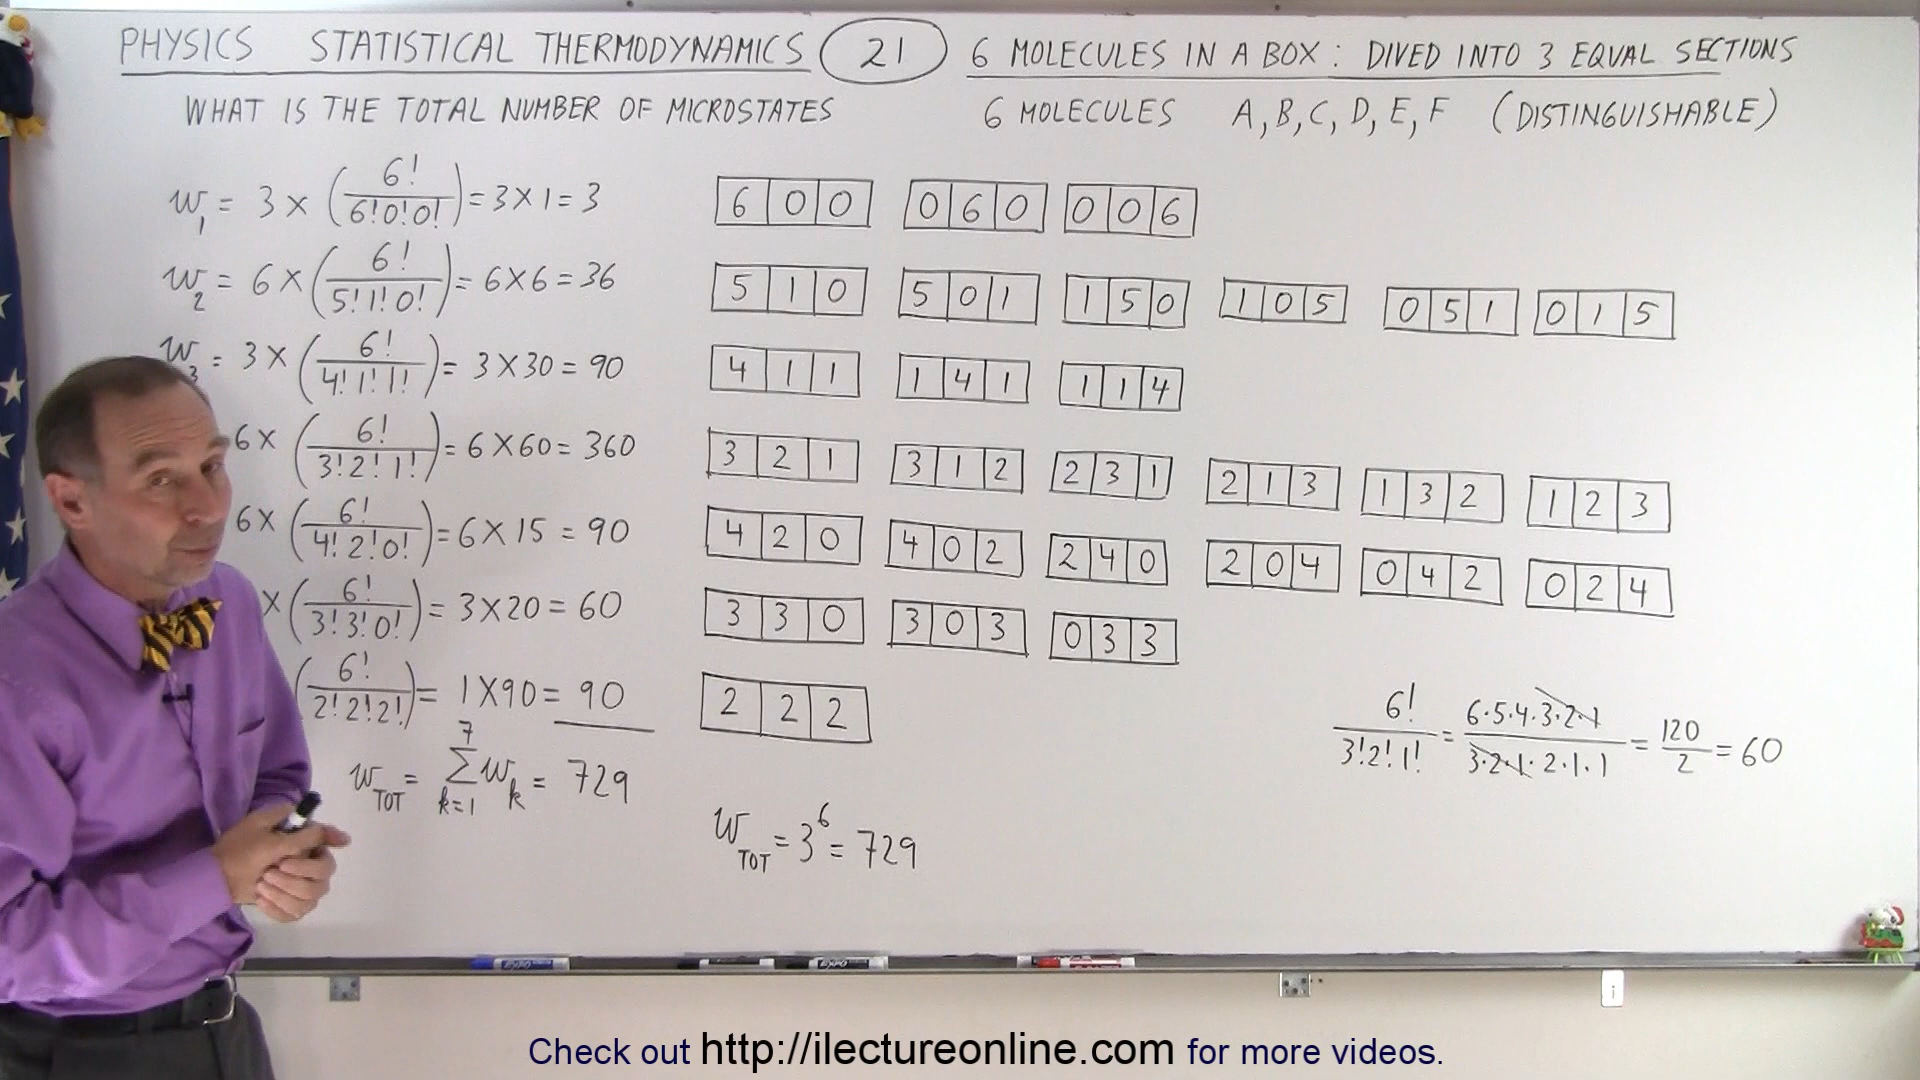 PHYSICS STATISTICAL THERMODYNAMICS 21 6 MOLECULES IN A BOX: DIVED INTO 3 EQUAL SECTIONS
WHAT IS THE TOTAL NUMBER OF MICROSTATES 6 MOLECULES A, B, C, D, E, F (DISTINGUISHABLE)
W₁ = 3 × (6!/6!0!0!) = 3 × 1 = 3 6 0 0 0 6 0 0 0 6
W₂ = 6 × (6!/5!1!0!) = 6 × 6 = 36 5 1 0 5 0 1 1 5 0 1 0 5 0 5 1 0 1 5
W₃ = 3 × (6!/4!1!1!) = 3 × 30 = 90 4 1 1 1 4 1 1 1 4
6 × (6!/3!2!1!) = 6 × 60 = 360 3 2 1 3 1 2 2 3 1 2 1 3 1 3 2 1 2 3
6 × (6!/4!2!0!) = 6 × 15 = 90 4 2 0 4 0 2 2 4 0 2 0 4 0 4 2 0 2 4
× (6!/3!3!0!) = 3 × 20 = 60 3 3 0 3 0 3 0 3 3
(6!/2!2!2!) = 1 × 90 = 90 2 2 2
6!/3!2!1! = 6·5·4·3·2·1/3·2·1·2·1·1 = 120/2 = 60
W_TOT = Σ_{k=1}^{7} W_k = 729
W_TOT = 3⁶ = 729
Check out http://ilectureonline.com for more videos.